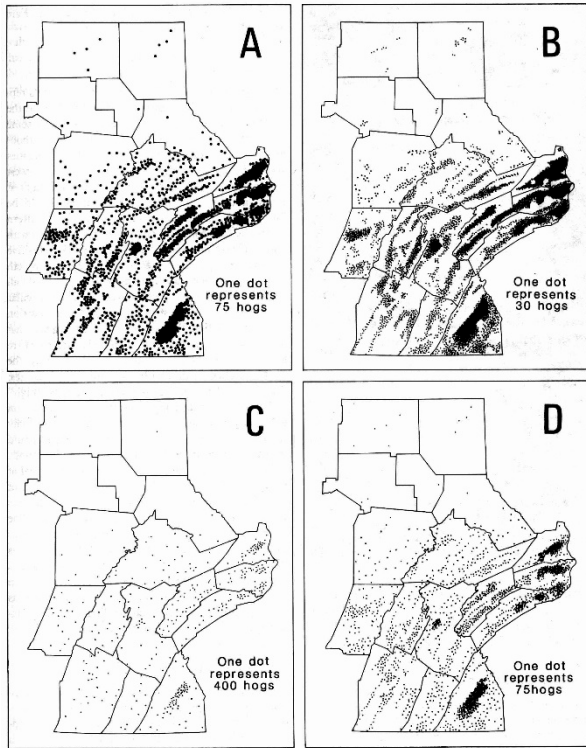 A
One dot
represents
75 hogs
B
One dot
represents
30 hogs
C
One dot
represents
400 hogs
D
One dot
represents
75hogs